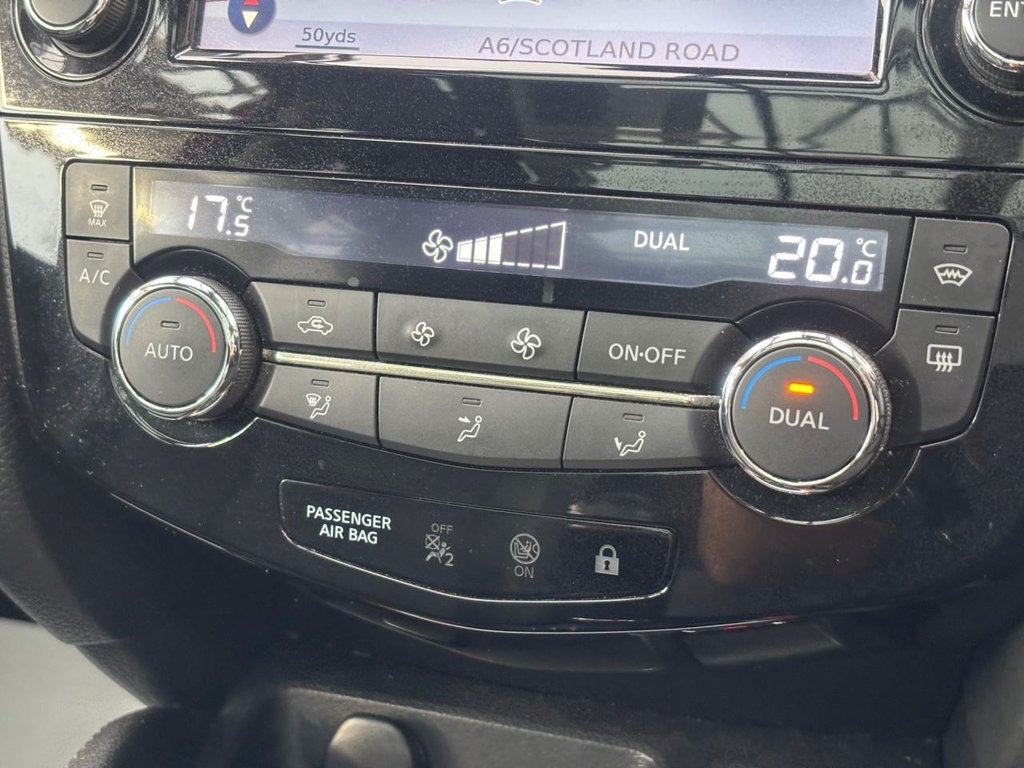 ENT
50yds
A6/SCOTLAND ROAD
17.5 °C
DUAL
20.0 °C
MAX
A/C
AUTO
ON·OFF
DUAL
PASSENGER
AIR BAG
OFF
2
ON